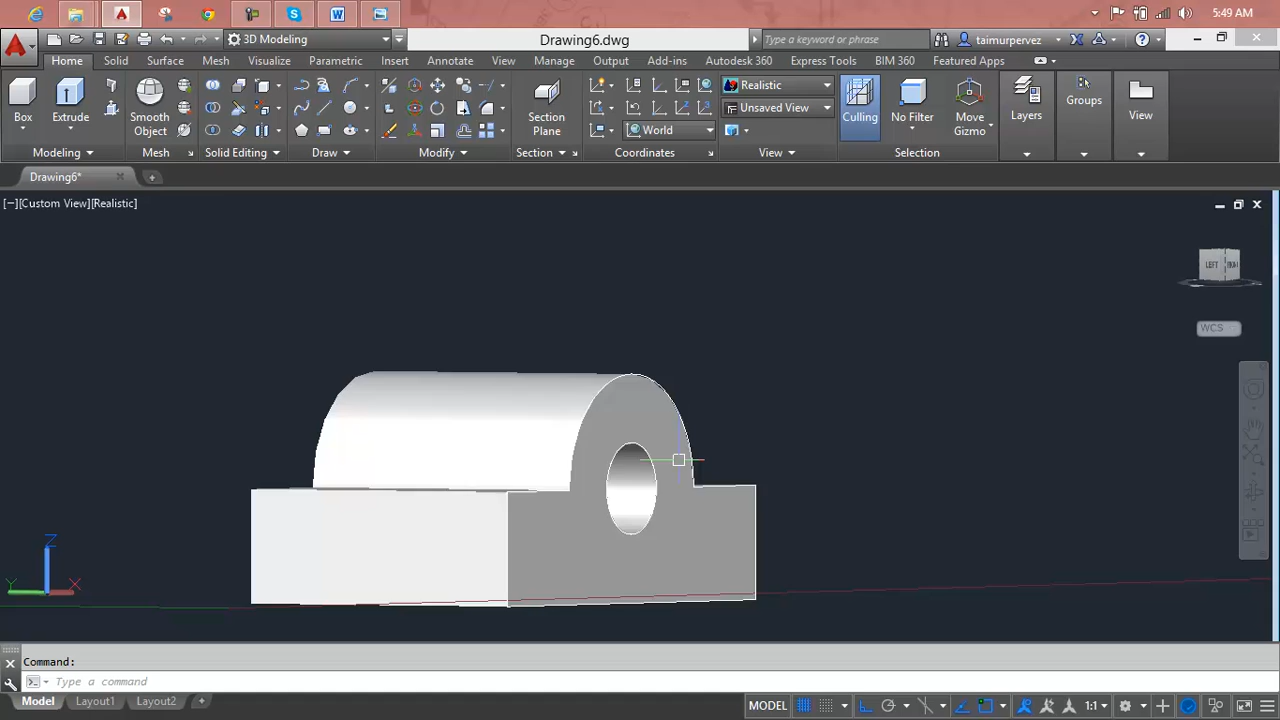 5:49 AM
3D Modeling
Drawing6.dwg
Type a keyword or phrase
taimurpervez
Home Solid Surface Mesh Visualize Parametric Insert Annotate View Manage Output Add-ins Autodesk 360 Express Tools BIM 360 Featured Apps
Box
Extrude
Smooth
Object
Section
Plane
Realistic
Unsaved View
World
Culling
No Filter
Move
Gizmo
Layers
Groups
View
Modeling Mesh Solid Editing Draw Modify Section Coordinates View Selection
Drawing6*
[−][Custom View][Realistic]
LEFT
WCS
Z
Y
X
Command:
Type a command
Model Layout1 Layout2
MODEL
1:1